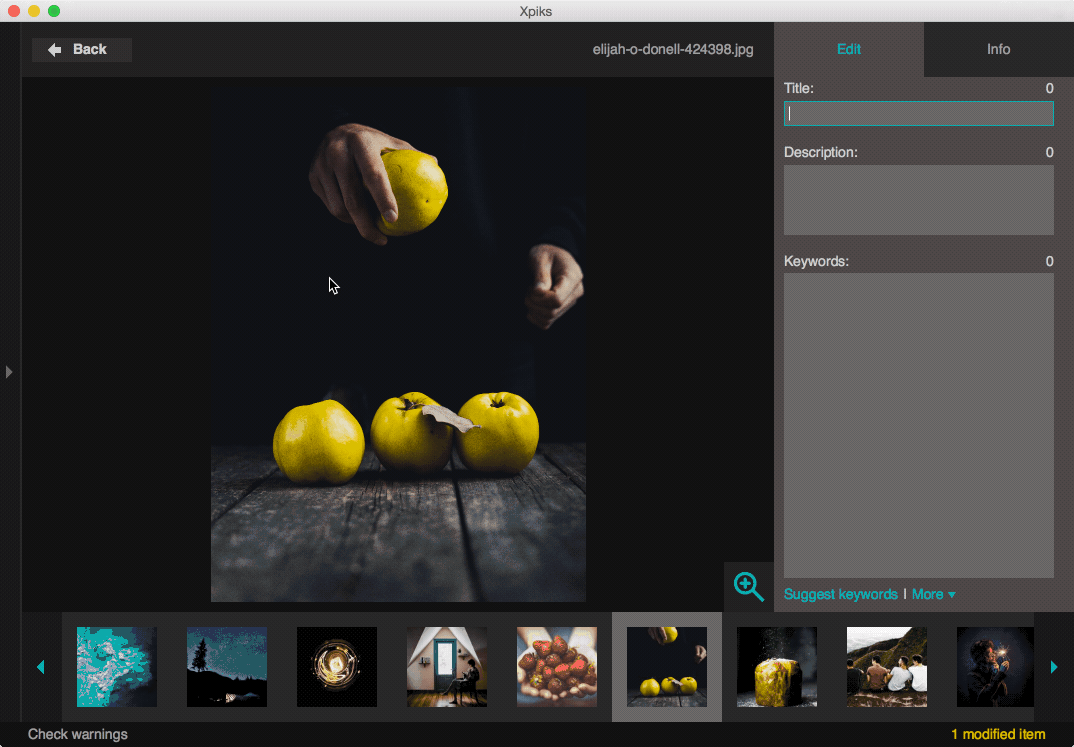 Xpiks
Back
elijah-o-donell-424398.jpg
Edit
Info
Title:
0
Description:
0
Keywords:
0
Suggest keywords | More
Check warnings
1 modified item